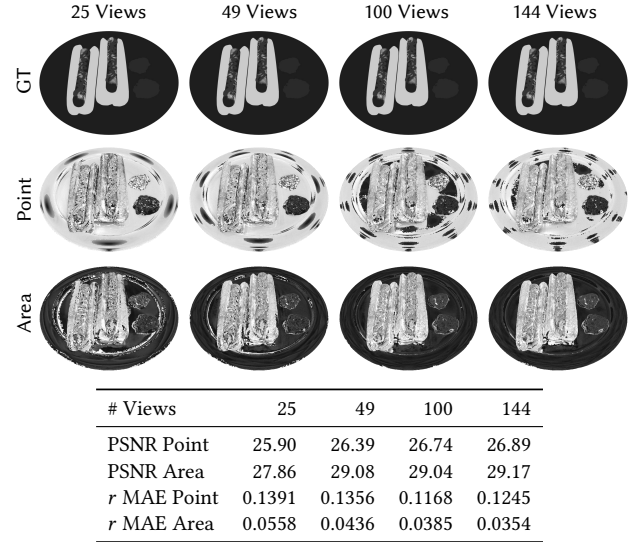 25 Views 49 Views 100 Views 144 Views
GT
Point
Area
# Views 25 49 100 144
PSNR Point 25.90 26.39 26.74 26.89
PSNR Area 27.86 29.08 29.04 29.17
r MAE Point 0.1391 0.1356 0.1168 0.1245
r MAE Area 0.0558 0.0436 0.0385 0.0354